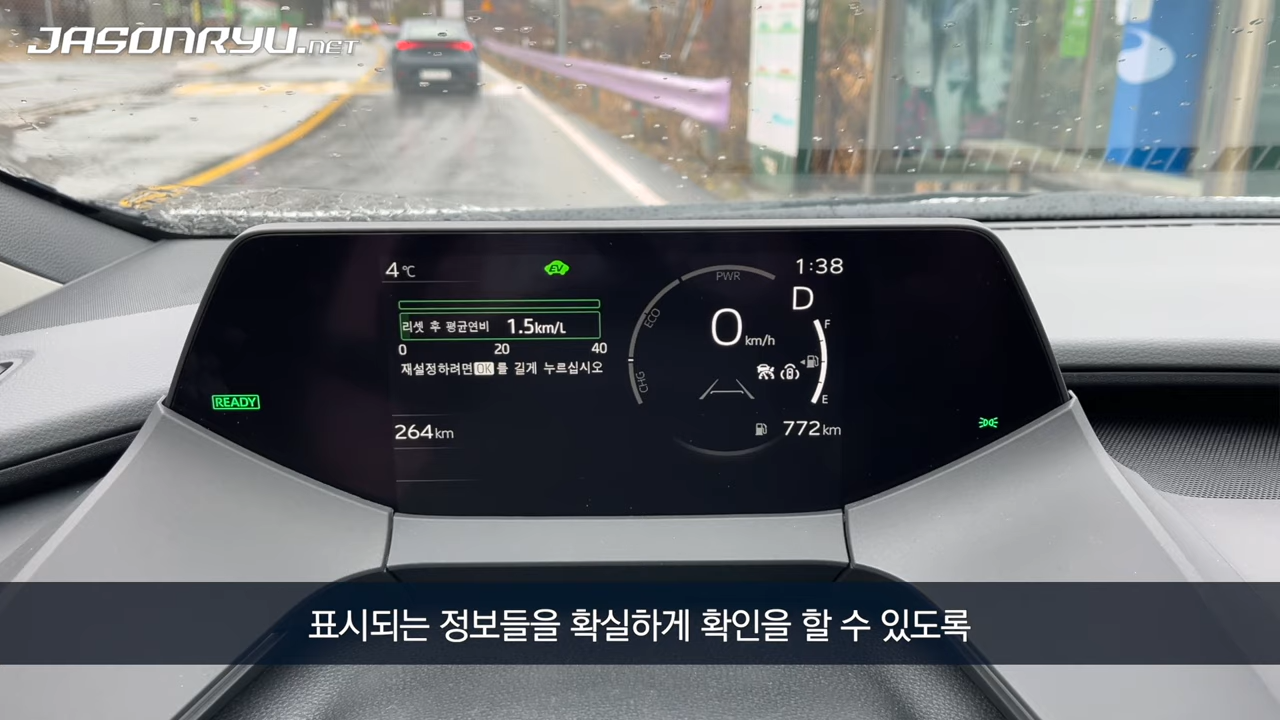 JASONRYU.NET
4℃
EV
PWR
1:38
D
ECO
0 km/h
F
리셋 후 평균연비 1.5km/L
0 20 40
재설정하려면OK를 길게 누르십시오
CHG
E
READY
264km
772km
표시되는 정보들을 확실하게 확인을 할 수 있도록